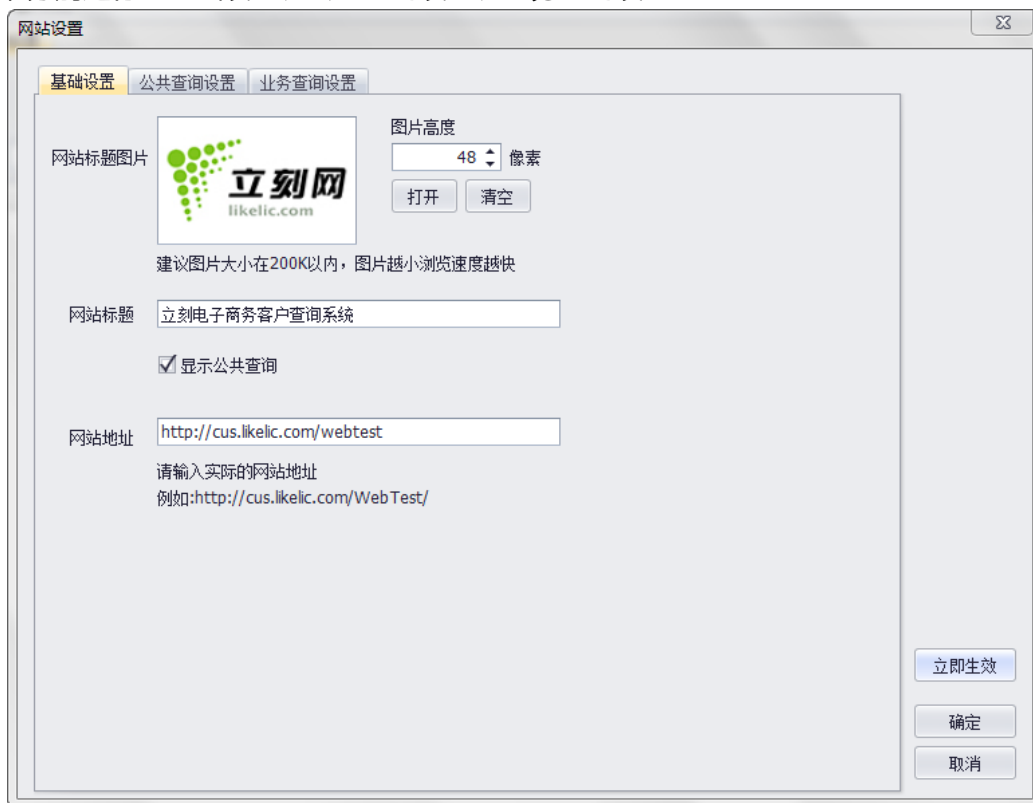 网站设置
基础设置 公共查询设置 业务查询设置
网站标题图片
立刻网
likelic.com
图片高度
48 像素
打开 清空
建议图片大小在200K以内，图片越小浏览速度越快
网站标题 立刻电子商务客户查询系统
显示公共查询
网站地址 http://cus.likelic.com/webtest
请输入实际的网站地址
例如:http://cus.likelic.com/WebTest/
立即生效
确定
取消